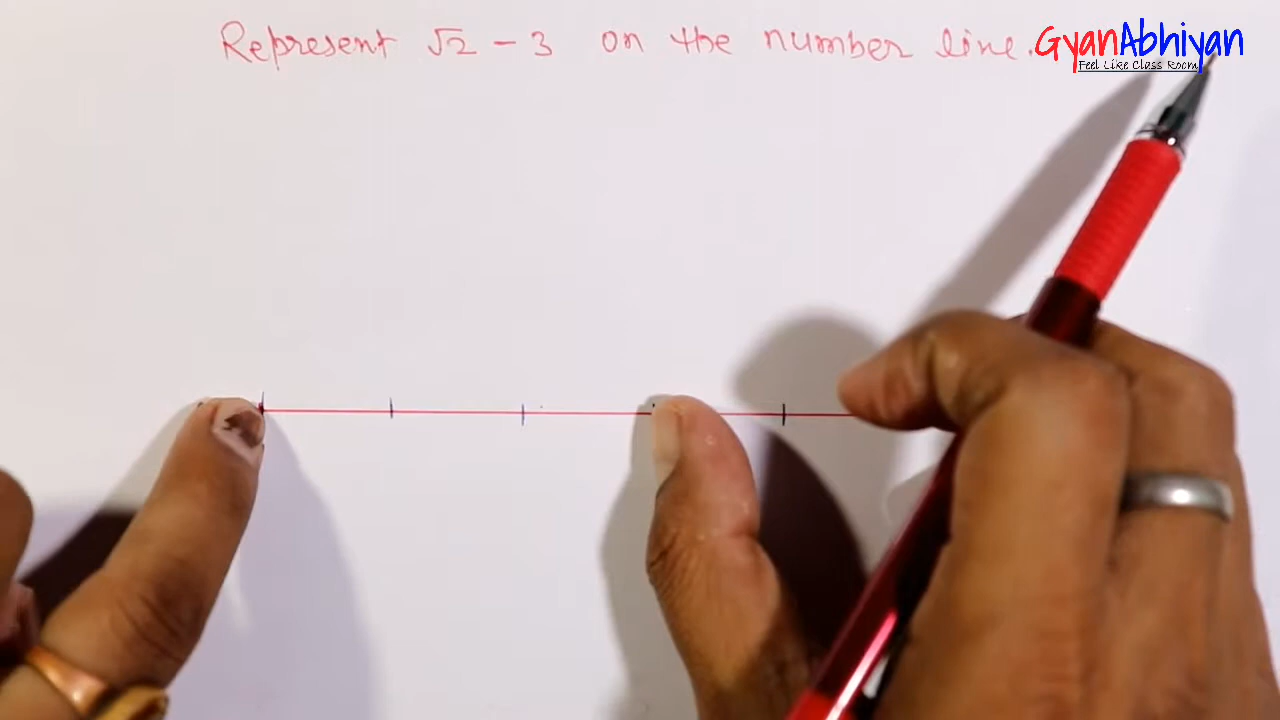 Represent √2 - 3 on the number line.
GyanAbhiyan
Feel Like Class Room